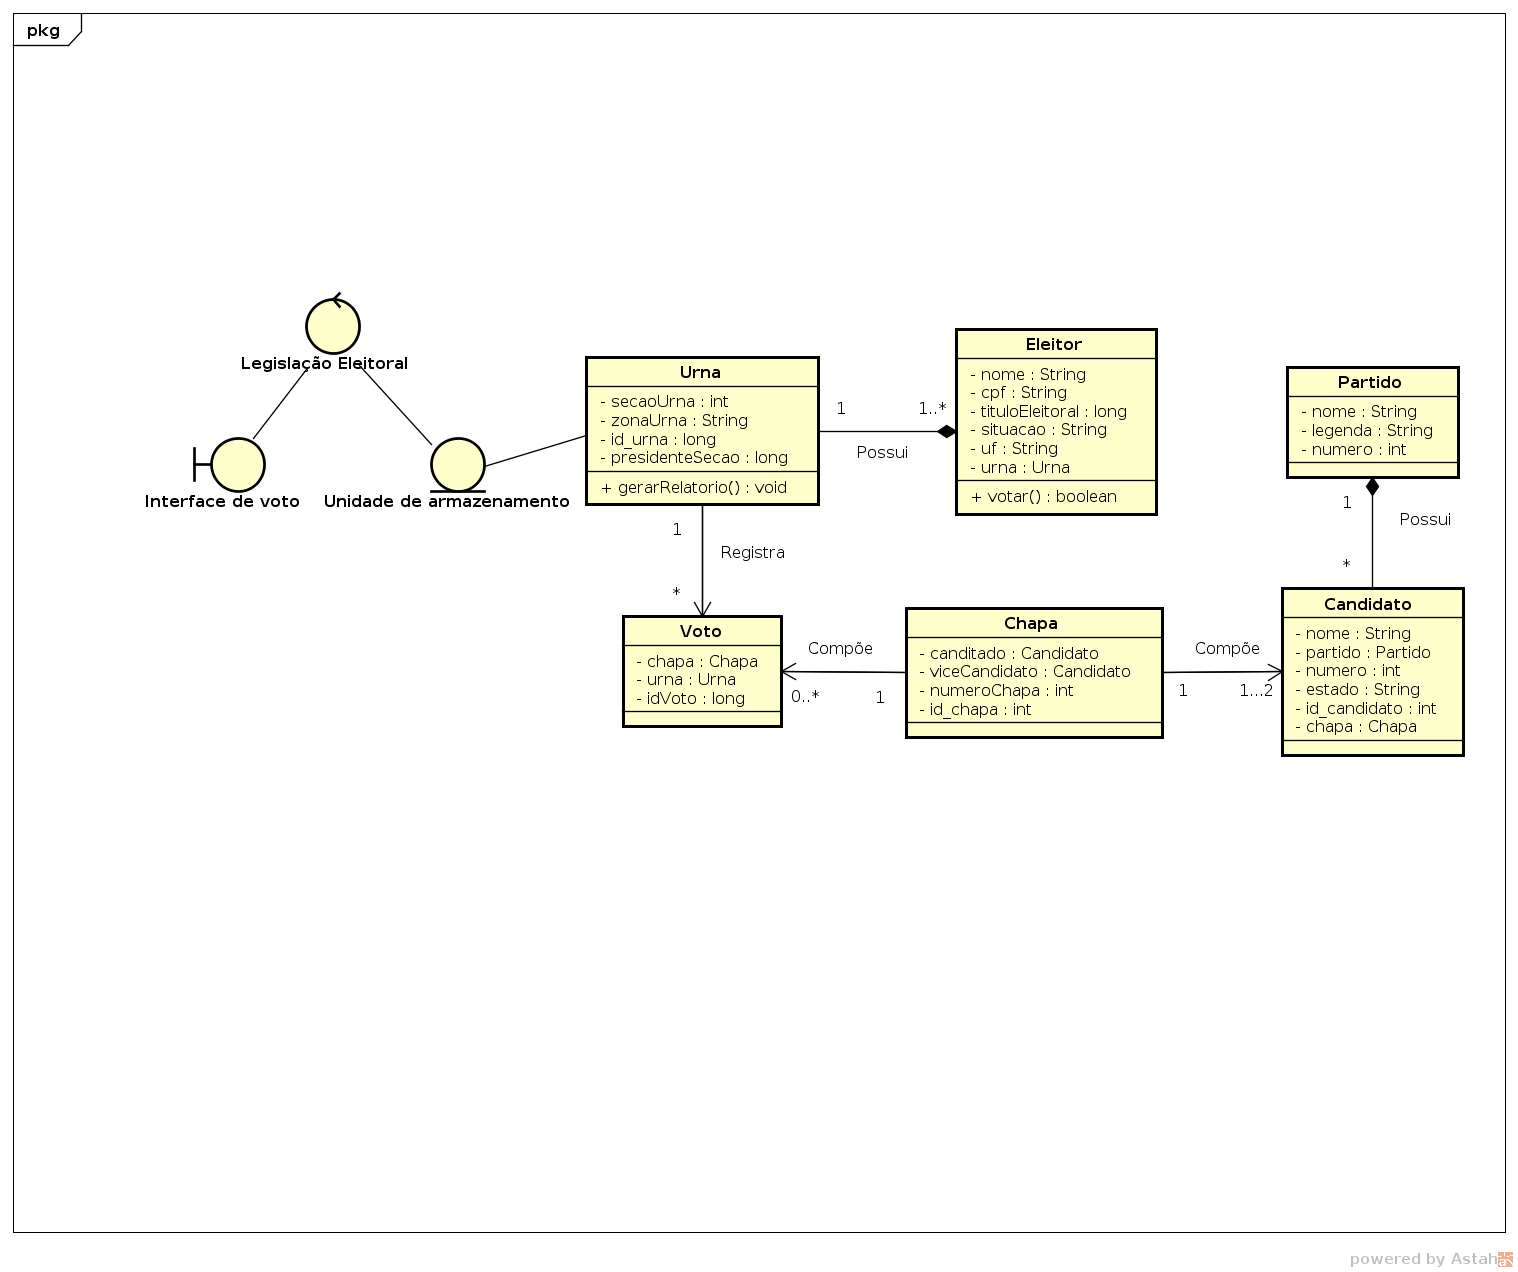 pkg
Legislação Eleitoral
Interface de voto
Unidade de armazenamento
Urna
- secaoUrna : int
- zonaUrna : String
- id_urna : long
- presidenteSecao : long
+ gerarRelatorio() : void
1
1..*
Possui
Eleitor
- nome : String
- cpf : String
- tituloEleitoral : long
- situacao : String
- uf : String
- urna : Urna
+ votar() : boolean
Partido
- nome : String
- legenda : String
- numero : int
1
Possui
*
1
Registra
*
Voto
- chapa : Chapa
- urna : Urna
- idVoto : long
Compõe
0..*
1
Chapa
- canditado : Candidato
- viceCandidato : Candidato
- numeroChapa : int
- id_chapa : int
Compõe
1
1...2
Candidato
- nome : String
- partido : Partido
- numero : int
- estado : String
- id_candidato : int
- chapa : Chapa
powered by Astah